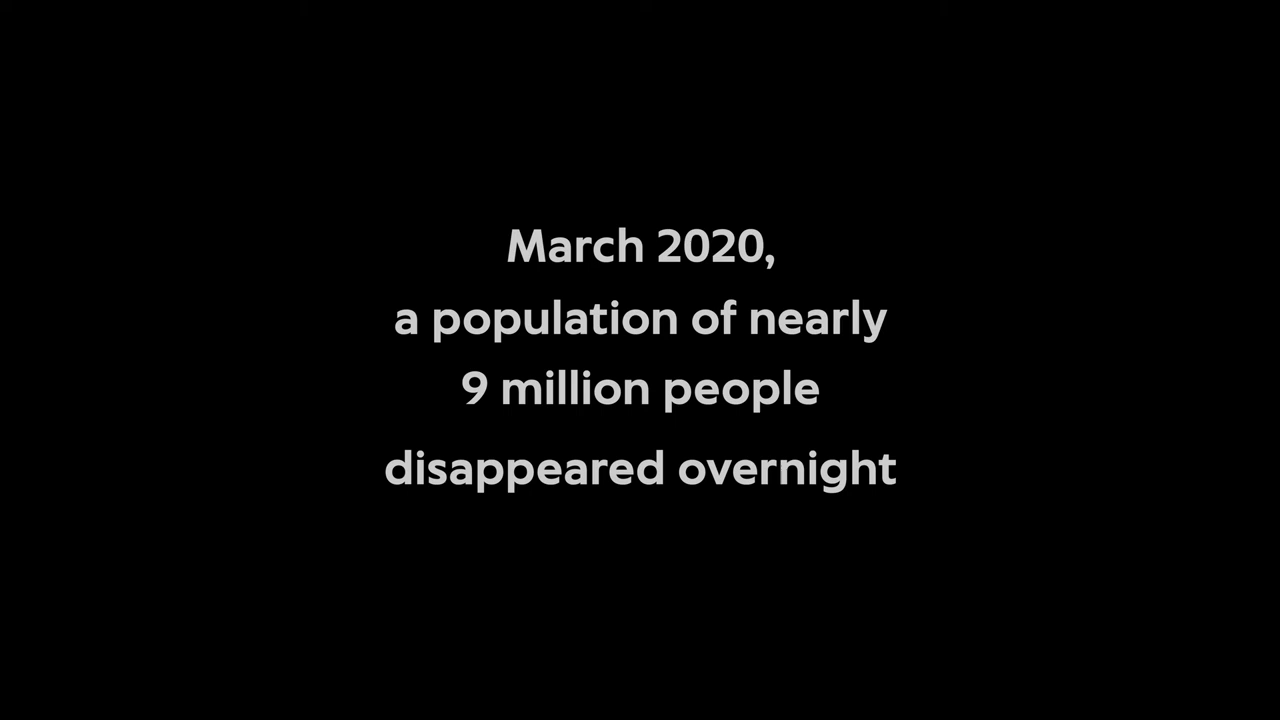 March 2020,
a population of nearly
9 million people
disappeared overnight